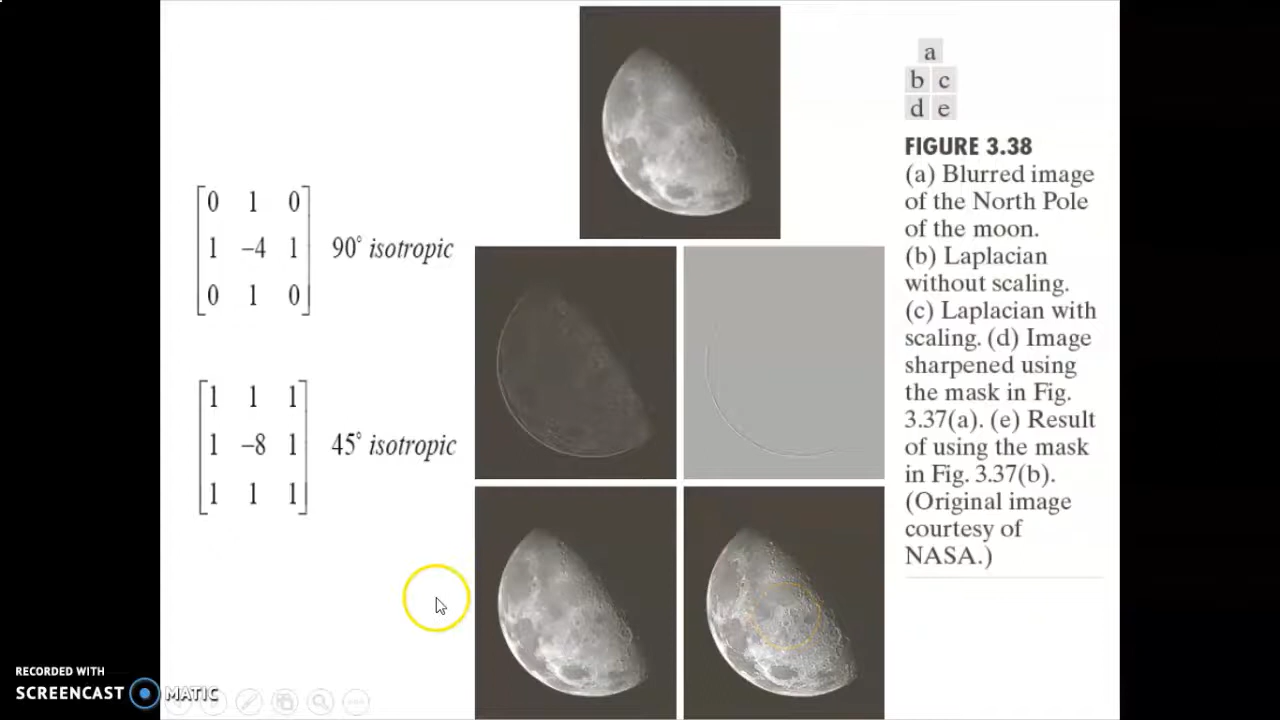 a
b c
d e
FIGURE 3.38
(a) Blurred image
of the North Pole
of the moon.
(b) Laplacian
without scaling.
(c) Laplacian with
scaling. (d) Image
sharpened using
the mask in Fig.
3.37(a). (e) Result
of using the mask
in Fig. 3.37(b).
(Original image
courtesy of
NASA.)
0 1 0
1 −4 1 90° isotropic
0 1 0
1 1 1
1 −8 1 45° isotropic
1 1 1
RECORDED WITH
SCREENCAST MATIC